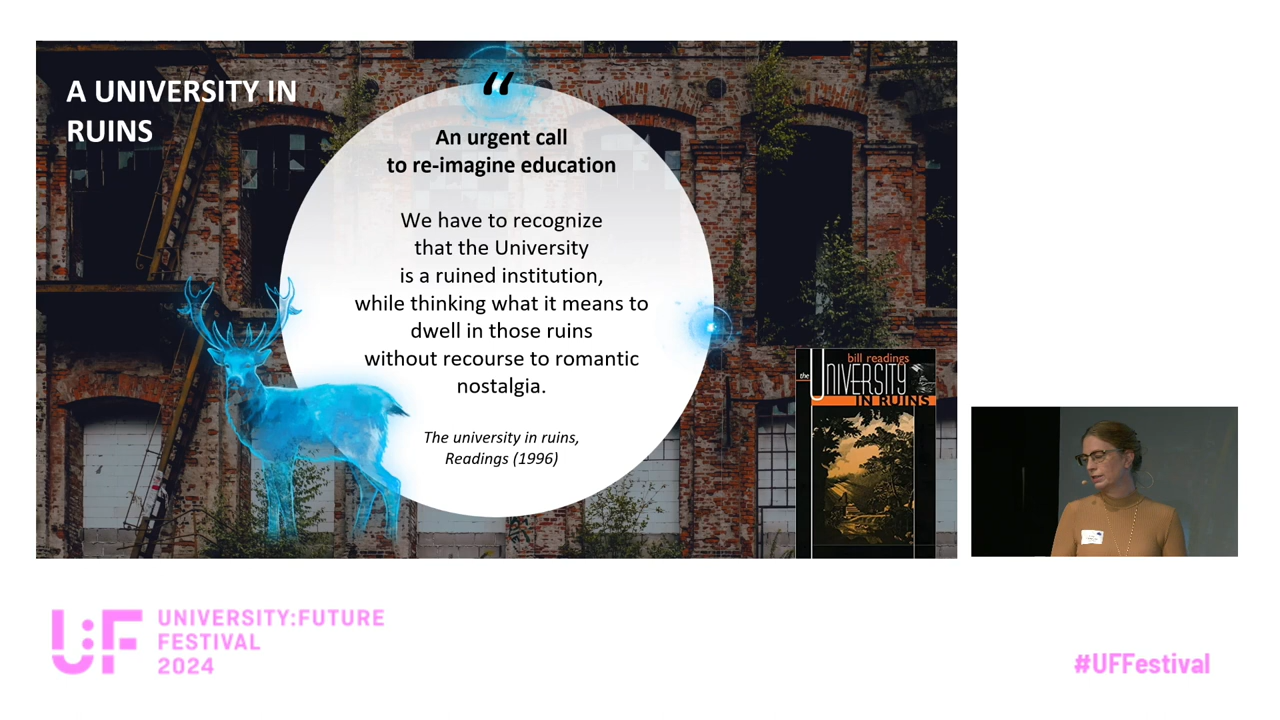 A UNIVERSITY IN
RUINS
“
An urgent call
to re-imagine education
We have to recognize
that the University
is a ruined institution,
while thinking what it means to
dwell in those ruins
without recourse to romantic
nostalgia.
The university in ruins,
Readings (1996)
bill readings
the UNIVERSITY
IN RUINS
U:F
UNIVERSITY:FUTURE
FESTIVAL
2024
#UFFestival